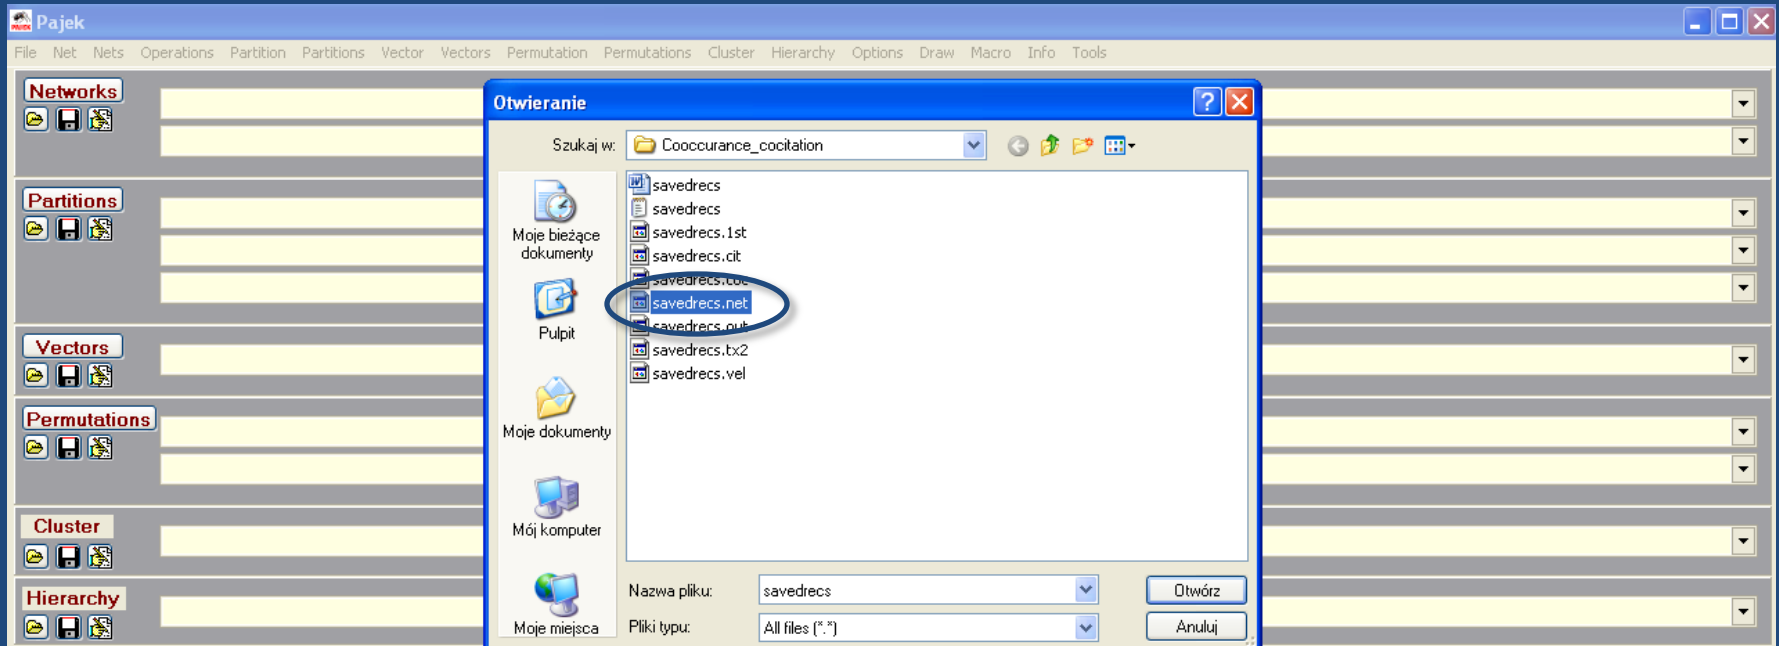 Pajek
File Net Nets Operations Partition Partitions Vector Vectors Permutation Permutations Cluster Hierarchy Options Draw Macro Info Tools
Networks
Otwieranie
Szukaj w: Cooccurance_cocitation
savedrecs
savedrecs
savedrecs.1st
savedrecs.cit
savedrecs.coc
savedrecs.net
savedrecs.out
savedrecs.tx2
savedrecs.vel
Moje bieżące
dokumenty
Pulpit
Moje dokumenty
Mój komputer
Moje miejsca
Partitions
Vectors
Permutations
Cluster
Hierarchy
Nazwa pliku: savedrecs Otwórz
Pliki typu: All files (*.*) Anuluj